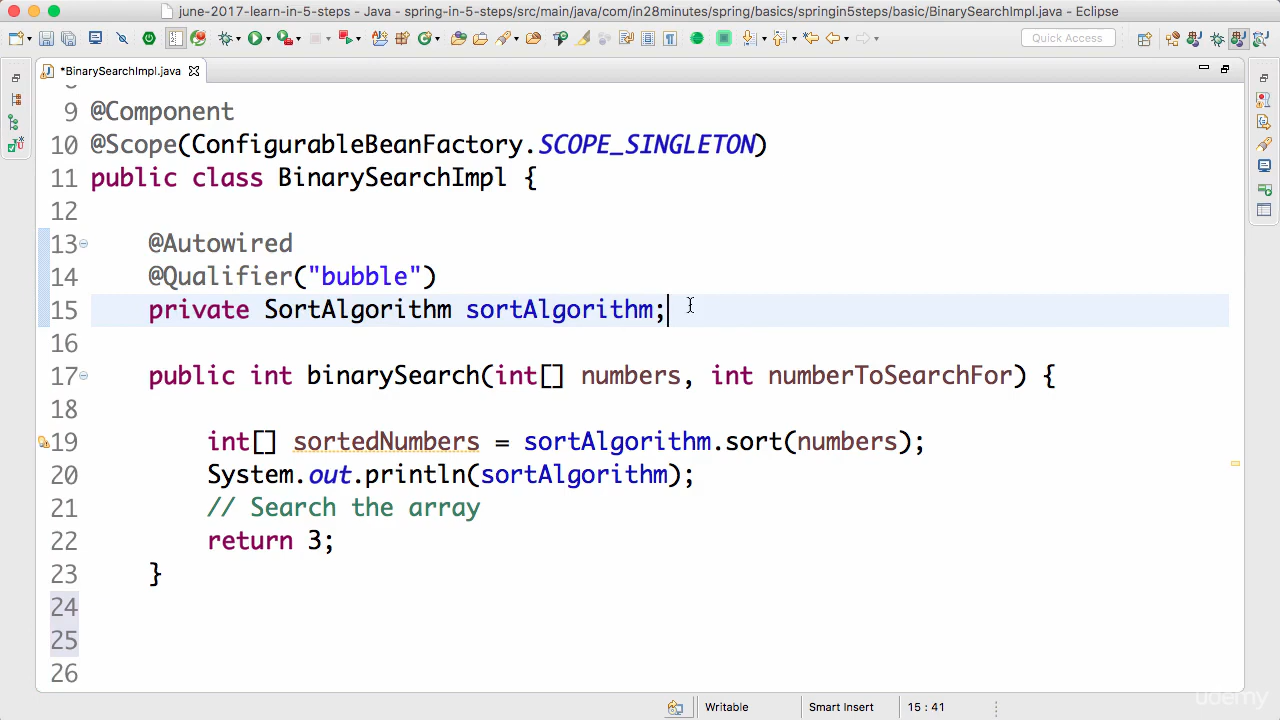 june-2017-learn-in-5-steps - Java - spring-in-5-steps/src/main/java/com/in28minutes/spring/basics/springin5steps/basic/BinarySearchImpl.java - Eclipse
Quick Access
*BinarySearchImpl.java
9 @Component
10 @Scope(ConfigurableBeanFactory.SCOPE_SINGLETON)
11 public class BinarySearchImpl {
12
13 @Autowired
14 @Qualifier("bubble")
15 private SortAlgorithm sortAlgorithm;
16
17 public int binarySearch(int[] numbers, int numberToSearchFor) {
18
19 int[] sortedNumbers = sortAlgorithm.sort(numbers);
20 System.out.println(sortAlgorithm);
21 // Search the array
22 return 3;
23 }
24
25
26
Writable Smart Insert 15 : 41
udemy